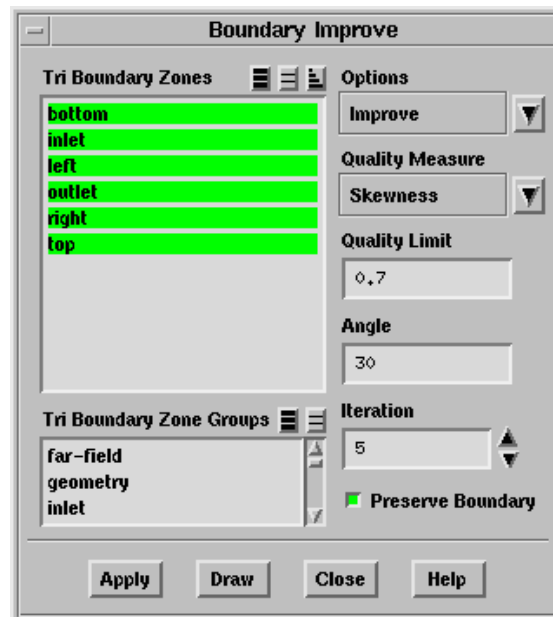 Boundary Improve
Tri Boundary Zones
bottom
inlet
left
outlet
right
top
Tri Boundary Zone Groups
far-field
geometry
inlet
Options
Improve
Quality Measure
Skewness
Quality Limit
0.7
Angle
30
Iteration
5
Preserve Boundary
Apply Draw Close Help